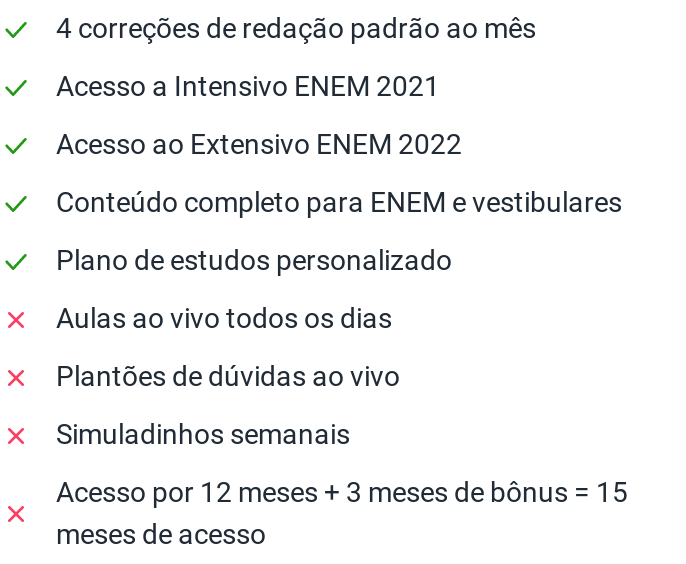 4 correções de redação padrão ao mês
Acesso a Intensivo ENEM 2021
Acesso ao Extensivo ENEM 2022
Conteúdo completo para ENEM e vestibulares
Plano de estudos personalizado
Aulas ao vivo todos os dias
Plantões de dúvidas ao vivo
Simuladinhos semanais
Acesso por 12 meses + 3 meses de bônus = 15
meses de acesso